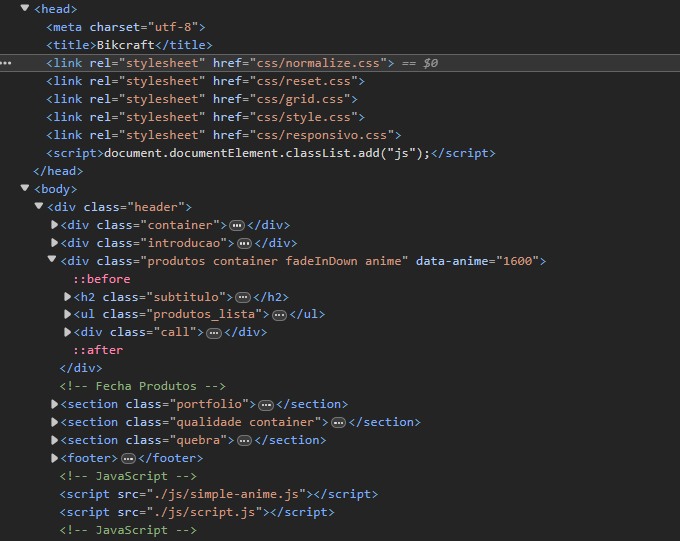 <head>
<meta charset="utf-8">
<title>Bikcraft</title>
<link rel="stylesheet" href="css/normalize.css"> == $0
<link rel="stylesheet" href="css/reset.css">
<link rel="stylesheet" href="css/grid.css">
<link rel="stylesheet" href="css/style.css">
<link rel="stylesheet" href="css/responsivo.css">
<script>document.documentElement.classList.add("js");</script>
</head>
<body>
<div class="header">
<div class="container">…</div>
<div class="introducao">…</div>
<div class="produtos container fadeInDown anime" data-anime="1600">
::before
<h2 class="subtitulo">…</h2>
<ul class="produtos_lista">…</ul>
<div class="call">…</div>
::after
</div>
<!-- Fecha Produtos -->
<section class="portfolio">…</section>
<section class="qualidade container">…</section>
<section class="quebra">…</section>
<footer>…</footer>
<!-- JavaScript -->
<script src="./js/simple-anime.js"></script>
<script src="./js/script.js"></script>
<!-- JavaScript -->